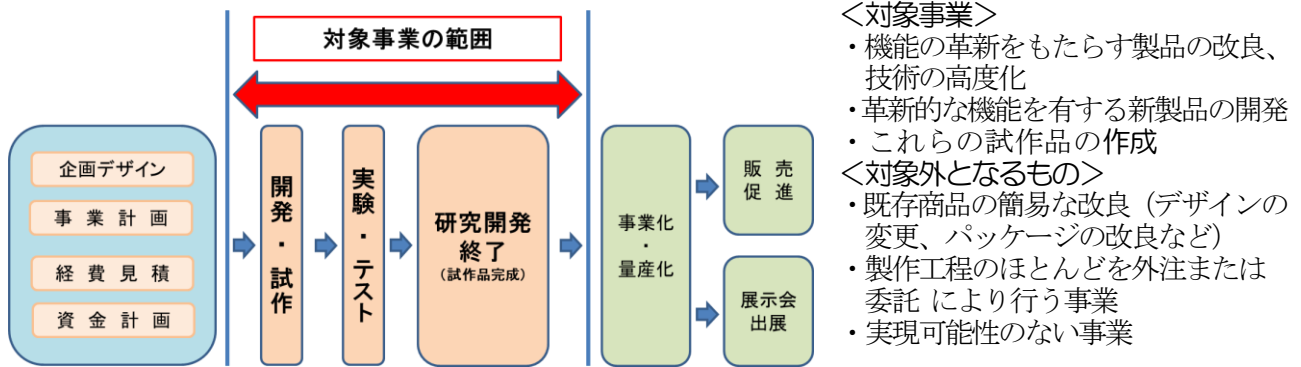 対象事業の範囲
企画デザイン
事業計画
経費見積
資金計画
開発・試作
実験・テスト
研究開発
終了
（試作品完成）
事業化
・
量産化
販売
促進
展示会
出展
＜対象事業＞
・機能の革新をもたらす製品の改良、
技術の高度化
・革新的な機能を有する新製品の開発
・これらの試作品の作成
＜対象外となるもの＞
・既存商品の簡易な改良（デザインの
変更、パッケージの改良など）
・製作工程のほとんどを外注または
委託 により行う事業
・実現可能性のない事業